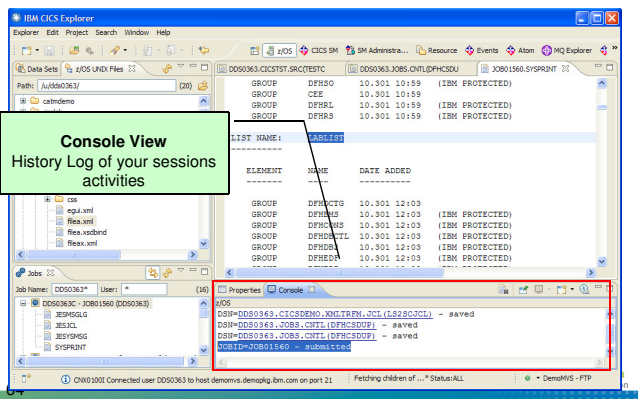 IBM CICS Explorer
Explorer Edit Project Search Window Help
z/OS CICS SM SM Administra... Resource Events Atom MQ Explorer »
Data Sets z/OS UNIX Files
Path: /u/dds0363/ (20)
catmdemo
Console View
History Log of your sessions
activities
css
egui.xml
filea.xml
filea.xsdbind
fileax.xml
DDS0363.CICSTST.SRC(TESTC DDS0363.JOBS.CNTL(DFHCSDU JOB01560.SYSPRINT
GROUP DFHSO 10.301 10:59 (IBM PROTECTED)
GROUP CEE 10.301 10:59 (IBM PROTECTED)
GROUP DFHRL 10.301 10:59 (IBM PROTECTED)
GROUP DFHRS 10.301 10:59 (IBM PROTECTED)
LIST NAME: LABLIST
----------
ELEMENT NAME DATE ADDED
------- ---- ----------
GROUP DFHDCTG 10.301 12:03
GROUP DFHBMS 10.301 12:03 (IBM PROTECTED)
GROUP DFHCONS 10.301 12:03 (IBM PROTECTED)
GROUP DFHDBCTL 10.301 12:03 (IBM PROTECTED)
GROUP 10.301 12:03 (IBM PROTECTED)
GROUP DFHEDF 10.301 12:03 (IBM PROTECTED)
Jobs
Job Name: DDS0363* User: * (16)
DDS0363C - JOB01560 (DDS0363)
JESMSGLG
JESJCL
JESYSMSG
SYSPRINT
Properties Console
z/OS
DSN=DDS0363.CICSDEMO.XMLTRFM.JCL(LS2SCJCL) - saved
DSN=DDS0363.JOBS.CNTL(DFHCSDUP) - saved
DSN=DDS0363.JOBS.CNTL(DFHCSDUP) - saved
JOBID=JOB01560 - submitted
CNX0100I Connected user DDS0363 to host demomvs.demopkg.ibm.com on port 21 Fetching children of ...* Status:ALL DemoMVS - FTP
64